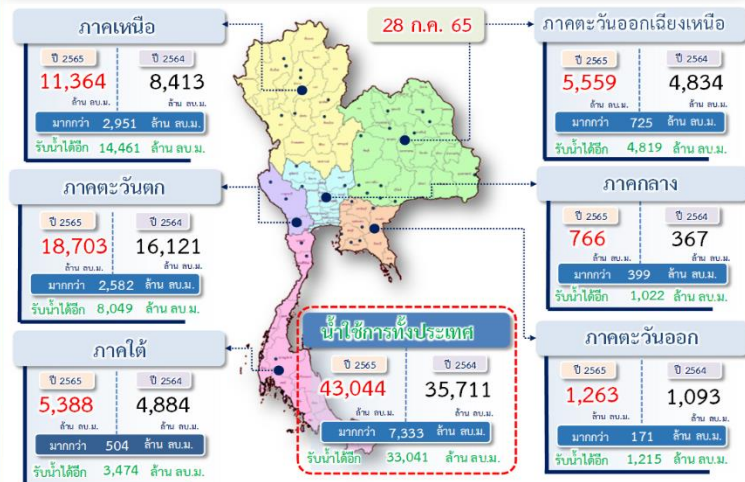 ภาคเหนือ
ปี 2565 ปี 2564
11,364 8,413
ล้าน ลบ.ม. ล้าน ลบ.ม.
มากกว่า 2,951 ล้าน ลบ.ม.
รับน้ำได้อีก 14,461 ล้าน ลบ.ม.
28 ก.ค. 65
ภาคตะวันออกเฉียงเหนือ
ปี 2565 ปี 2564
5,559 4,834
ล้าน ลบ.ม. ล้าน ลบ.ม.
มากกว่า 725 ล้าน ลบ.ม.
รับน้ำได้อีก 4,819 ล้าน ลบ.ม.
ภาคตะวันตก
ปี 2565 ปี 2564
18,703 16,121
ล้าน ลบ.ม. ล้าน ลบ.ม.
มากกว่า 2,582 ล้าน ลบ.ม.
รับน้ำได้อีก 8,049 ล้าน ลบ.ม.
ภาคกลาง
ปี 2565 ปี 2564
766 367
ล้าน ลบ.ม. ล้าน ลบ.ม.
มากกว่า 399 ล้าน ลบ.ม.
รับน้ำได้อีก 1,022 ล้าน ลบ.ม.
ภาคใต้
ปี 2565 ปี 2564
5,388 4,884
ล้าน ลบ.ม. ล้าน ลบ.ม.
มากกว่า 504 ล้าน ลบ.ม.
รับน้ำได้อีก 3,474 ล้าน ลบ.ม.
น้ำใช้การทั้งประเทศ
ปี 2565 ปี 2564
43,044 35,711
ล้าน ลบ.ม. ล้าน ลบ.ม.
มากกว่า 7,333 ล้าน ลบ.ม.
รับน้ำได้อีก 33,041 ล้าน ลบ.ม.
ภาคตะวันออก
ปี 2565 ปี 2564
1,263 1,093
ล้าน ลบ.ม. ล้าน ลบ.ม.
มากกว่า 171 ล้าน ลบ.ม.
รับน้ำได้อีก 1,215 ล้าน ลบ.ม.